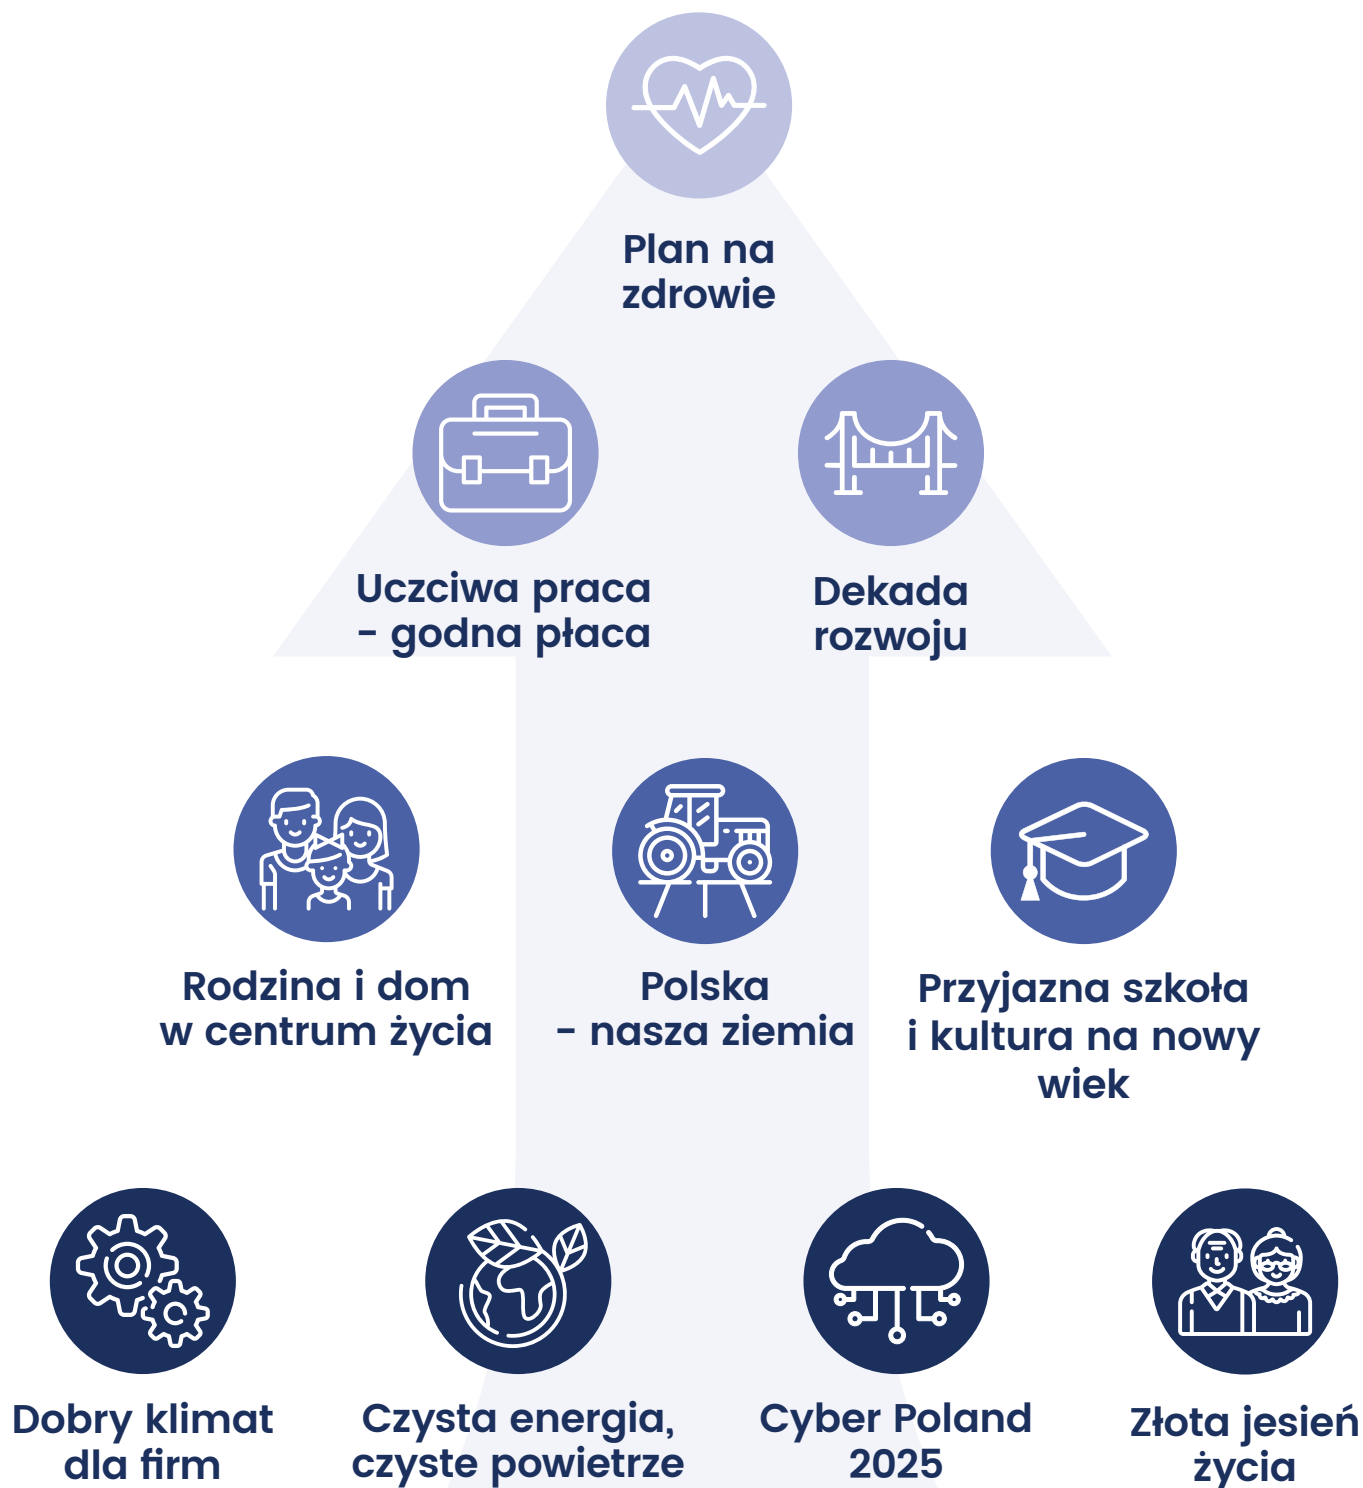 Plan na
zdrowie
Uczciwa praca
- godna płaca
Dekada
rozwoju
Rodzina i dom
w centrum życia
Polska
- nasza ziemia
Przyjazna szkoła
i kultura na nowy
wiek
Dobry klimat
dla firm
Czysta energia,
czyste powietrze
Cyber Poland
2025
Złota jesień
życia